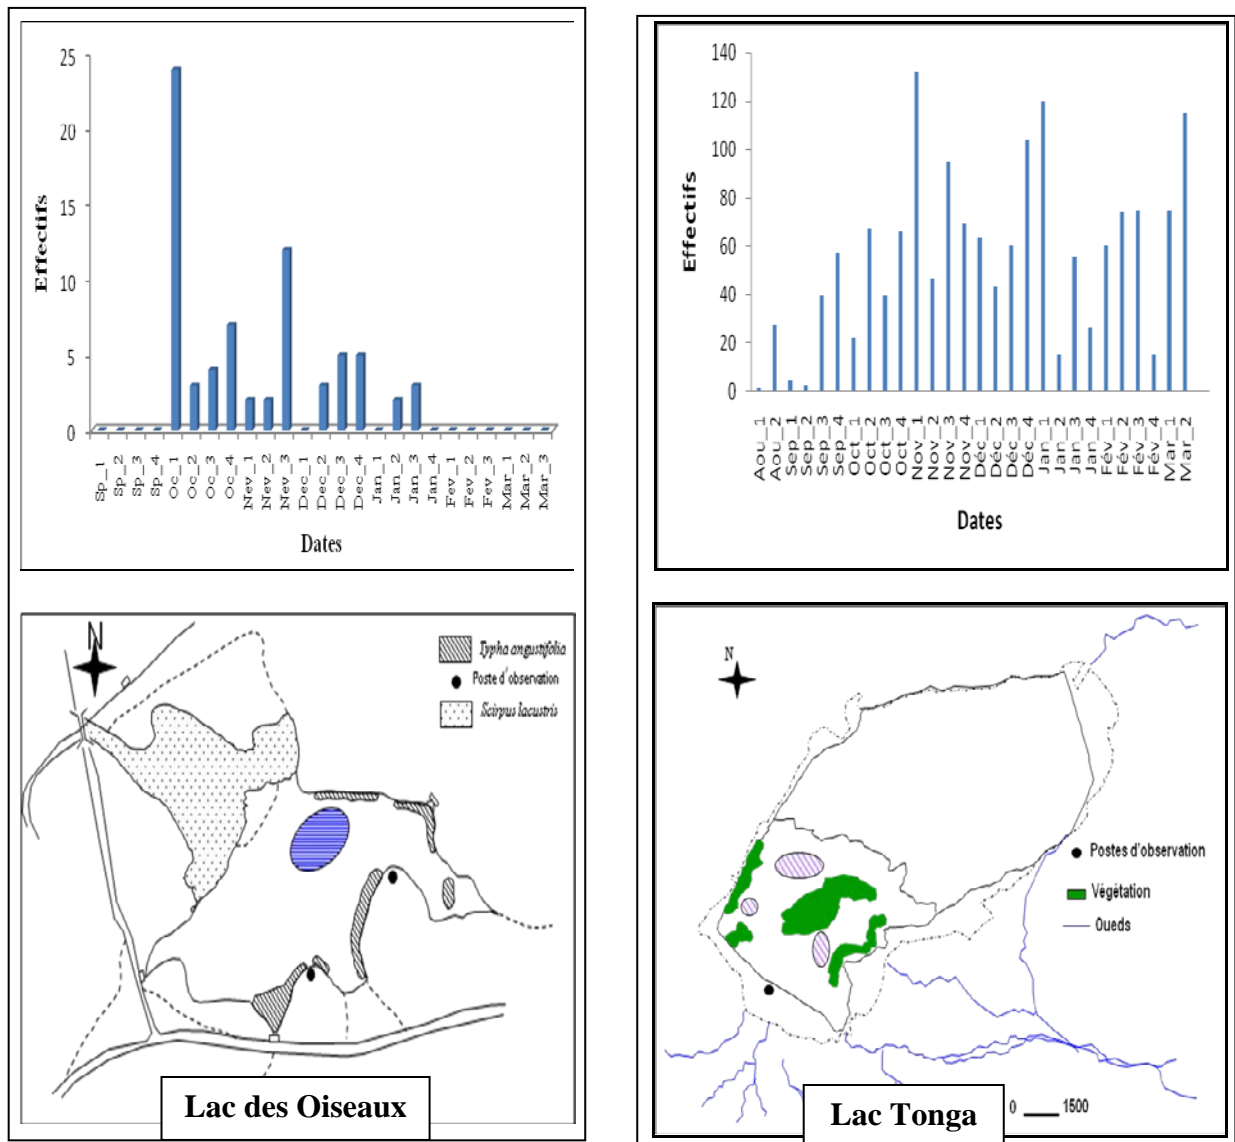 25
20
15
10
5
0
Effectifs
Sp_1
Sp_2
Sp_3
Sp_4
Oc_1
Oc_2
Oc_3
Oc_4
Nev_1
Nev_2
Nev_3
Dec_1
Dec_2
Dec_3
Dec_4
Jan_1
Jan_2
Jan_3
Jan_4
Fev_1
Fev_2
Fev_3
Mar_1
Mar_2
Mar_3
Dates
140
120
100
80
60
40
20
0
Effectifs
Aou_1
Aou_2
Sep_1
Sep_2
Sep_3
Sep_4
Oct_1
Oct_2
Oct_3
Oct_4
Nov_1
Nov_2
Nov_3
Nov_4
Déc_1
Déc_2
Déc_3
Déc_4
Jan_1
Jan_2
Jan_3
Jan_4
Fév_1
Fév_2
Fév_3
Fév_4
Mar_1
Mar_2
Dates
N
Typha angustifolia
Poste d'observation
Scirpus lacustris
Lac des Oiseaux
N
Postes d'observation
Végétation
Oueds
0 1500
Lac Tonga